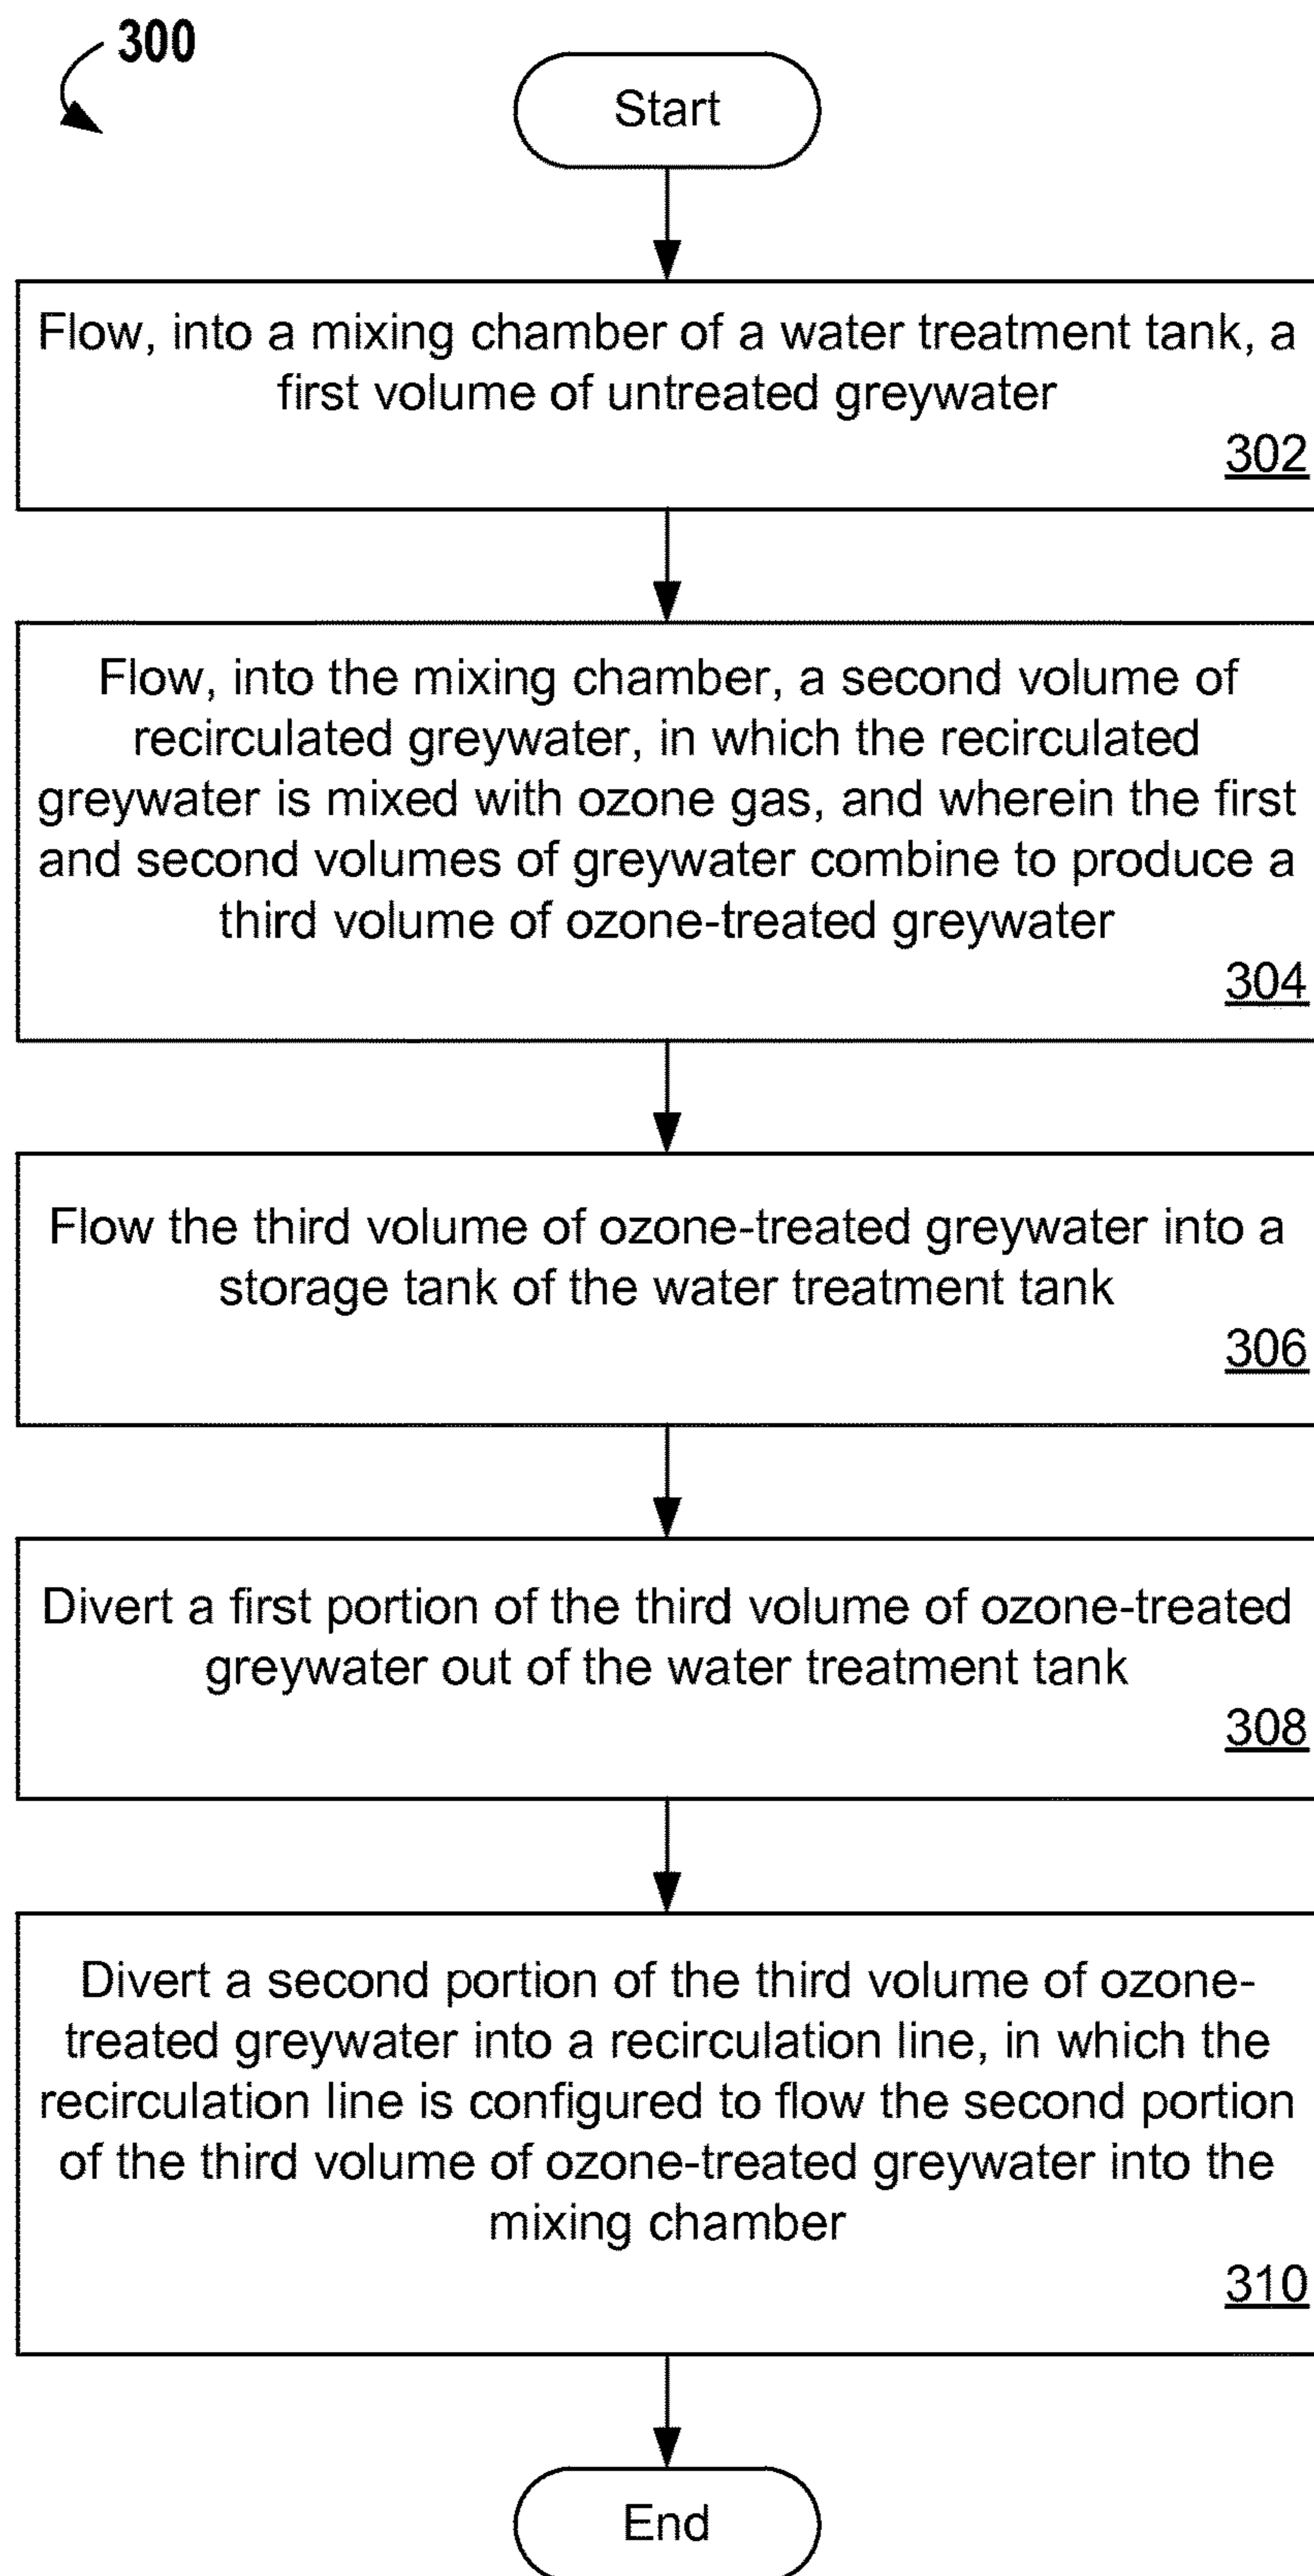 300
Start
Flow, into a mixing chamber of a water treatment tank, a
first volume of untreated greywater
302
Flow, into the mixing chamber, a second volume of
recirculated greywater, in which the recirculated
greywater is mixed with ozone gas, and wherein the first
and second volumes of greywater combine to produce a
third volume of ozone-treated greywater
304
Flow the third volume of ozone-treated greywater into a
storage tank of the water treatment tank
306
Divert a first portion of the third volume of ozone-treated
greywater out of the water treatment tank
308
Divert a second portion of the third volume of ozone-
treated greywater into a recirculation line, in which the
recirculation line is configured to flow the second portion
of the third volume of ozone-treated greywater into the
mixing chamber
310
End